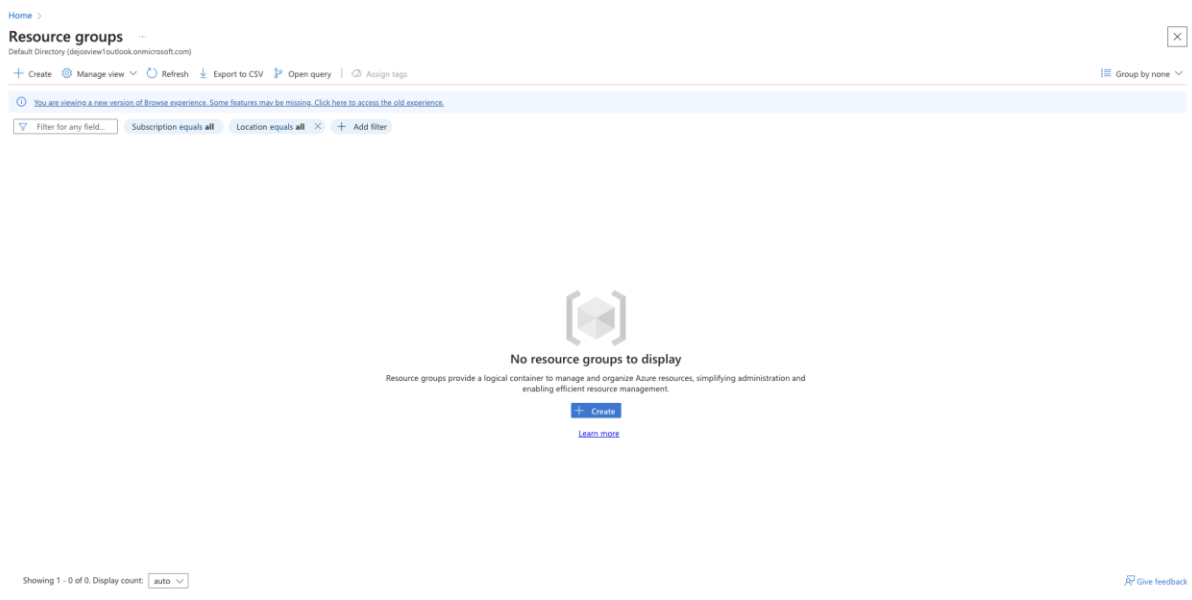 Home
Resource groups ...
Default Directory (dejosview1outlook.onmicrosoft.com)
Create Manage view Refresh Export to CSV Open query Assign tags Group by none
You are viewing a new version of Browse experience. Some features may be missing. Click here to access the old experience.
Filter for any field... Subscription equals all Location equals all Add filter
No resource groups to display
Resource groups provide a logical container to manage and organize Azure resources, simplifying administration and
enabling efficient resource management.
Create
Learn more
Showing 1 - 0 of 0. Display count: auto Give feedback